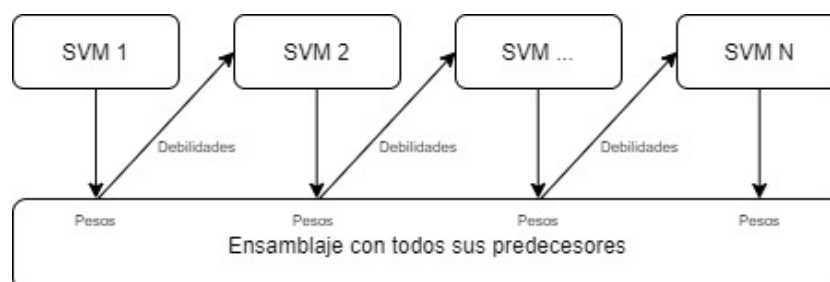 SVM 1
SVM 2
SVM ...
SVM N
Debilidades
Debilidades
Debilidades
Pesos
Pesos
Pesos
Pesos
Ensamblaje con todos sus predecesores